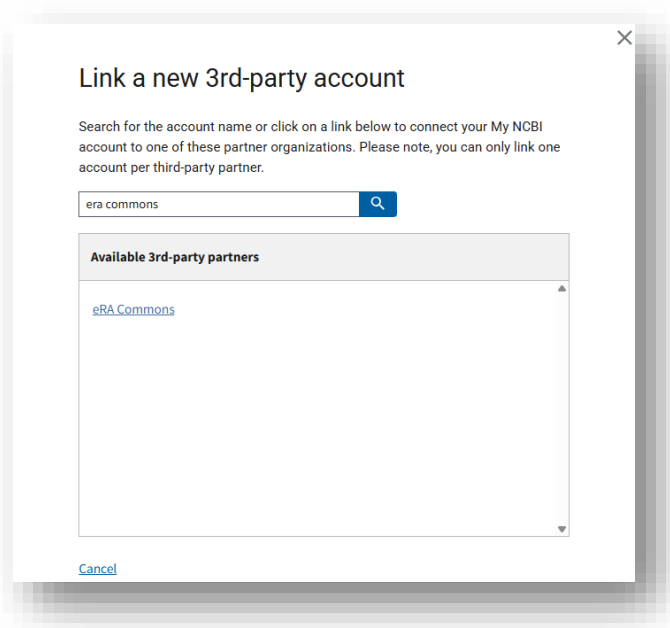 Link a new 3rd-party account
Search for the account name or click on a link below to connect your My NCBI
account to one of these partner organizations. Please note, you can only link one
account per third-party partner.
era commons
Available 3rd-party partners
eRA Commons
Cancel